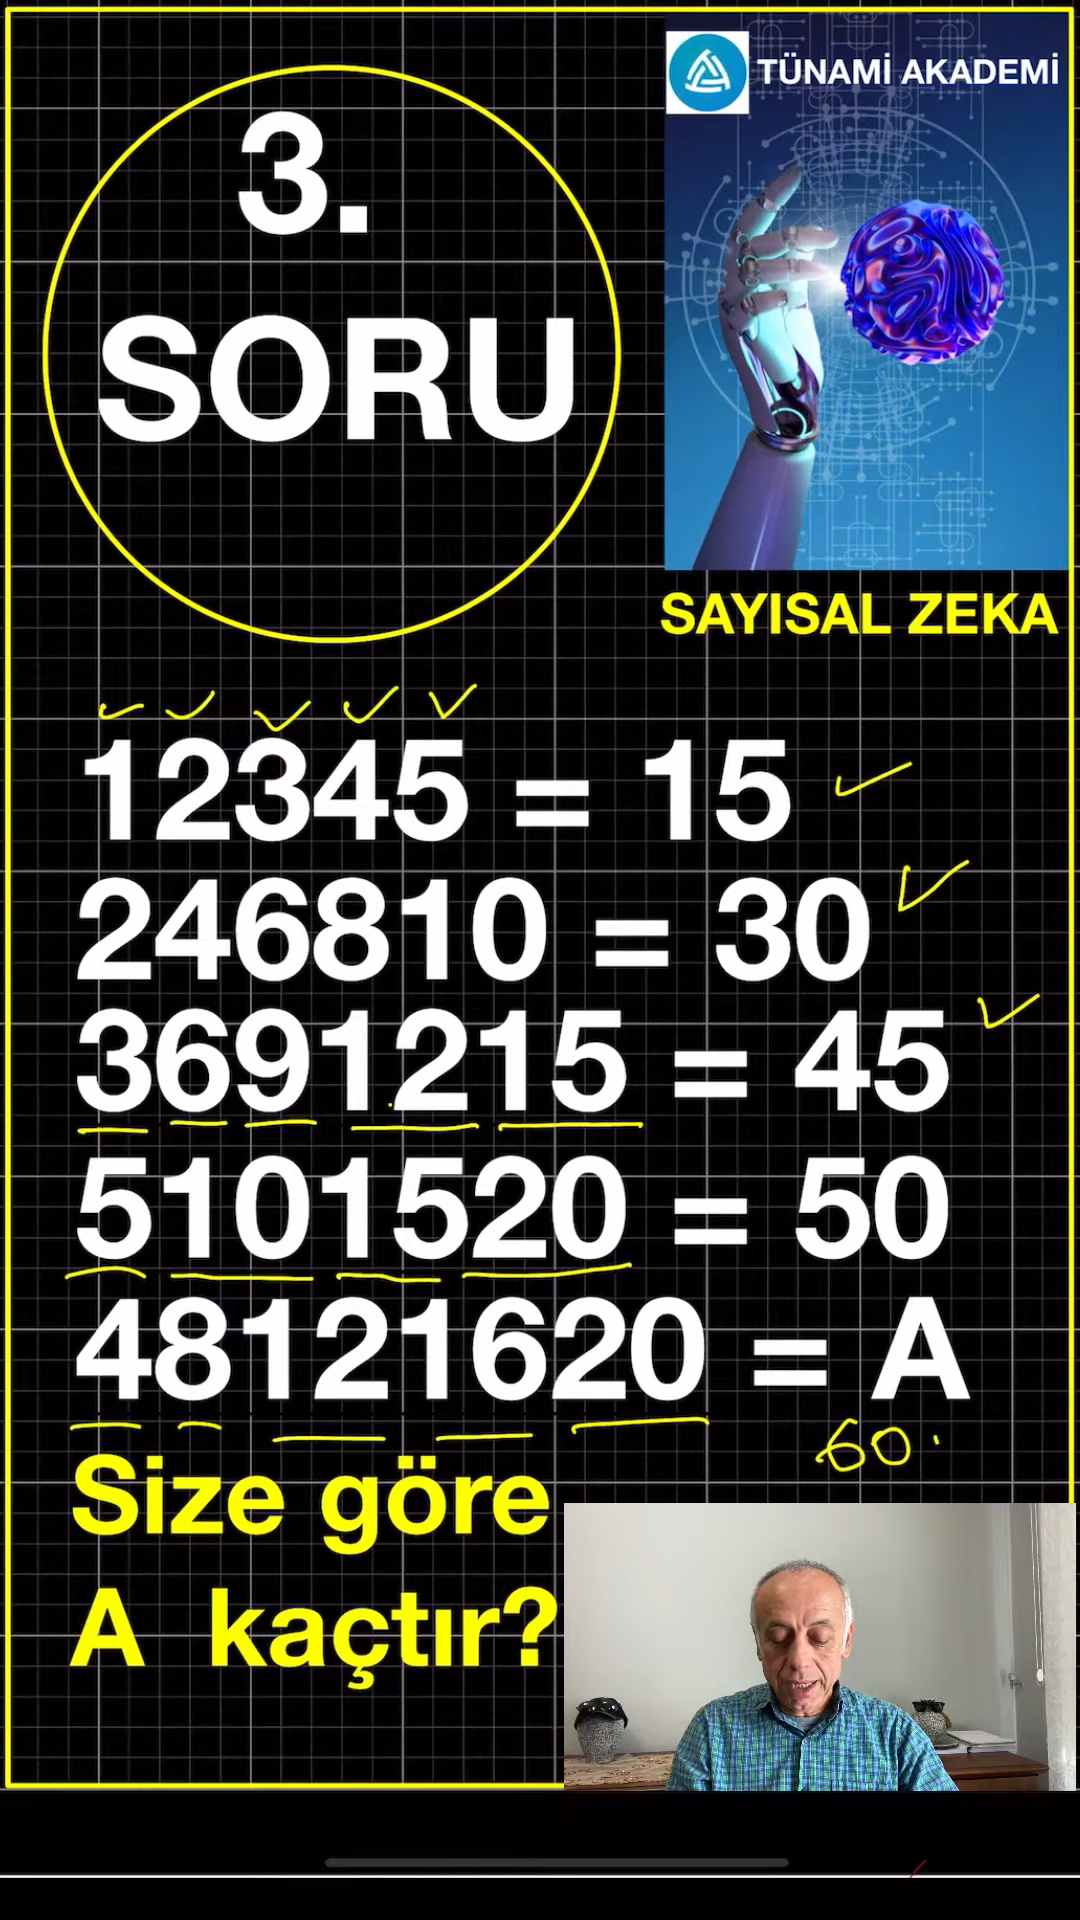 TÜNAMİ AKADEMİ
3.
SORU
SAYISAL ZEKA
12345 = 15
246810 = 30
3691215 = 45
5101520 = 50
48121620 = A
60.
Size göre
A kaçtır?